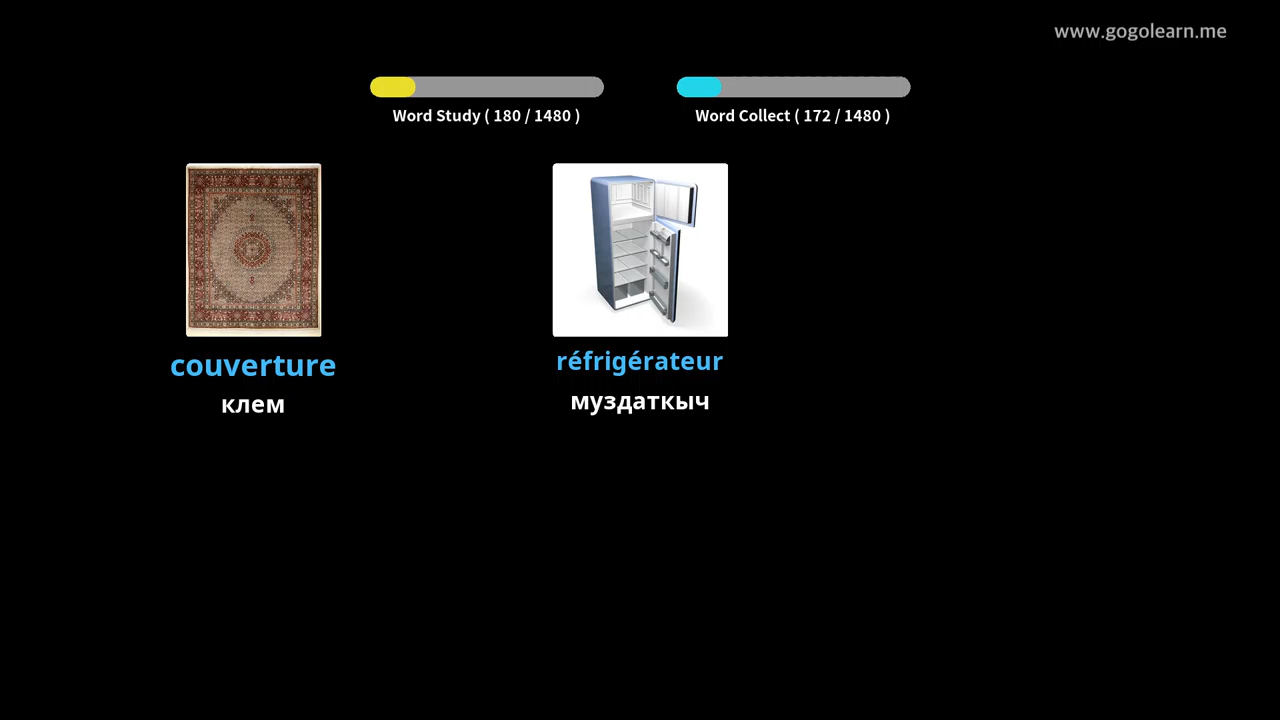 www.gogolearn.me
Word Study ( 180 / 1480 )
Word Collect ( 172 / 1480 )
couverture
клем
réfrigérateur
муздаткыч